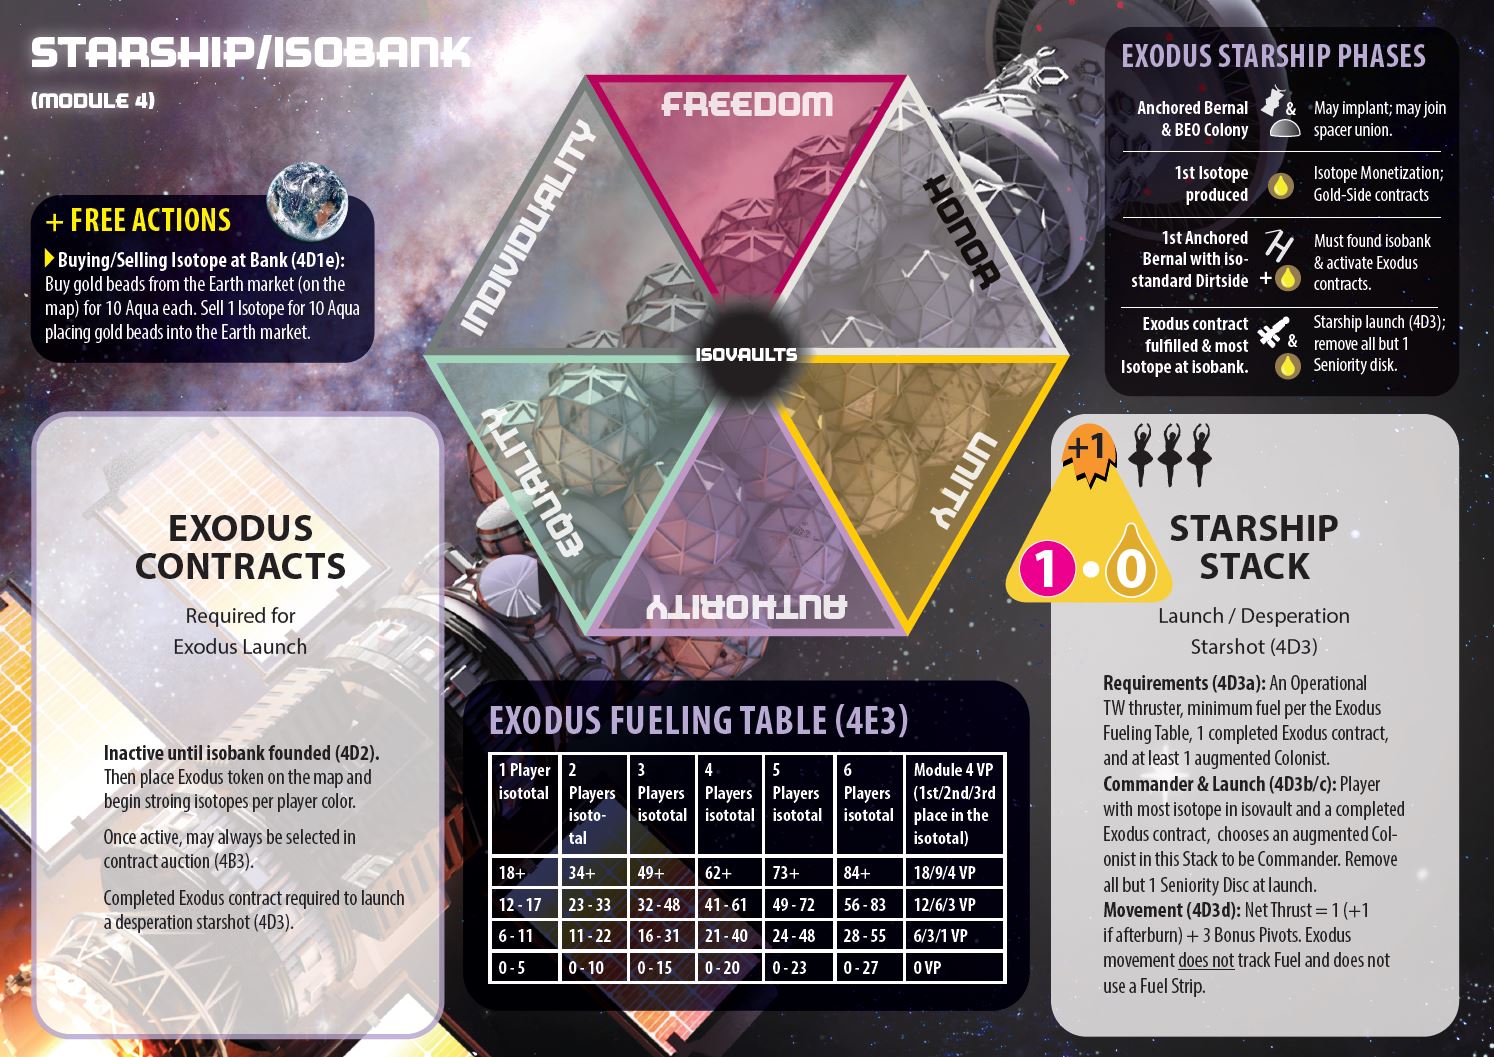 STARSHIP/ISOBANK
(MODULE 4)
+ FREE ACTIONS
Buying/Selling Isotope at Bank (4D1e):
Buy gold beads from the Earth market (on the
map) for 10 Aqua each. Sell 1 Isotope for 10 Aqua
placing gold beads into the Earth market.
FREEDOM
HONOR
UNITY
AUTHORITY
EQUALITY
INDIVIDUALITY
ISOVAULTS
EXODUS STARSHIP PHASES
Anchored Bernal
& BEO Colony
&
May implant; may join
spacer union.
1st Isotope
produced
Isotope Monetization;
Gold-Side contracts
1st Anchored
Bernal with iso-
standard Dirtside
+
Must found isobank
& activate Exodus
contracts.
Exodus contract
fulfilled & most
Isotope at isobank.
&
Starship launch (4D3);
remove all but 1
Seniority disk.
EXODUS
CONTRACTS
Required for
Exodus Launch
Inactive until isobank founded (4D2).
Then place Exodus token on the map and
begin stroing isotopes per player color.
Once active, may always be selected in
contract auction (4B3).
Completed Exodus contract required to launch
a desperation starshot (4D3).
EXODUS FUELING TABLE (4E3)
1 Player isototal | 2 Players isoto-tal | 3 Players isototal | 4 Players isototal | 5 Players isototal | 6 Players isototal | Module 4 VP (1st/2nd/3rd place in the isototal)
18+ | 34+ | 49+ | 62+ | 73+ | 84+ | 18/9/4 VP
12 - 17 | 23 - 33 | 32 - 48 | 41 - 61 | 49 - 72 | 56 - 83 | 12/6/3 VP
6 - 11 | 11 - 22 | 16 - 31 | 21 - 40 | 24 - 48 | 28 - 55 | 6/3/1 VP
0 - 5 | 0 - 10 | 0 - 15 | 0 - 20 | 0 - 23 | 0 - 27 | 0 VP
+1
1 • 0
STARSHIP
STACK
Launch / Desperation
Starshot (4D3)
Requirements (4D3a): An Operational
TW thruster, minimum fuel per the Exodus
Fueling Table, 1 completed Exodus contract,
and at least 1 augmented Colonist.
Commander & Launch (4D3b/c): Player
with most isotope in isovault and a completed
Exodus contract, chooses an augmented Col-
onist in this Stack to be Commander. Remove
all but 1 Seniority Disc at launch.
Movement (4D3d): Net Thrust = 1 (+1
if afterburn) + 3 Bonus Pivots. Exodus
movement does not track Fuel and does not
use a Fuel Strip.